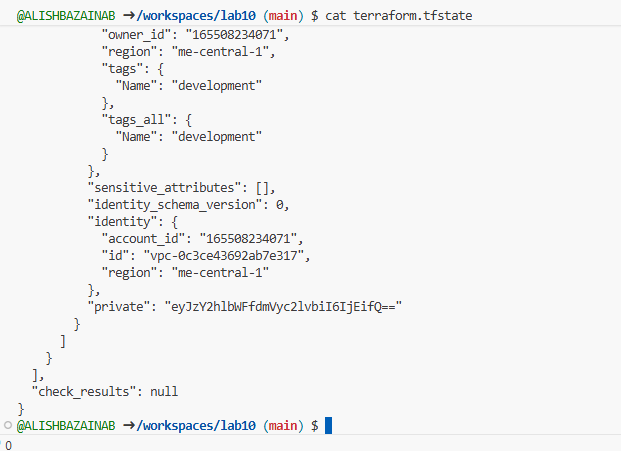 @ALISHBAZAINAB ➜/workspaces/lab10 (main) $ cat terraform.tfstate
"owner_id": "165508234071",
"region": "me-central-1",
"tags": {
"Name": "development"
},
"tags_all": {
"Name": "development"
}
},
"sensitive_attributes": [],
"identity_schema_version": 0,
"identity": {
"account_id": "165508234071",
"id": "vpc-0c3ce43692ab7e317",
"region": "me-central-1"
},
"private": "eyJzY2hlbWFfdmVyc2lvbiI6IjEifQ=="
}
]
}
],
"check_results": null
}
@ALISHBAZAINAB ➜/workspaces/lab10 (main) $
0